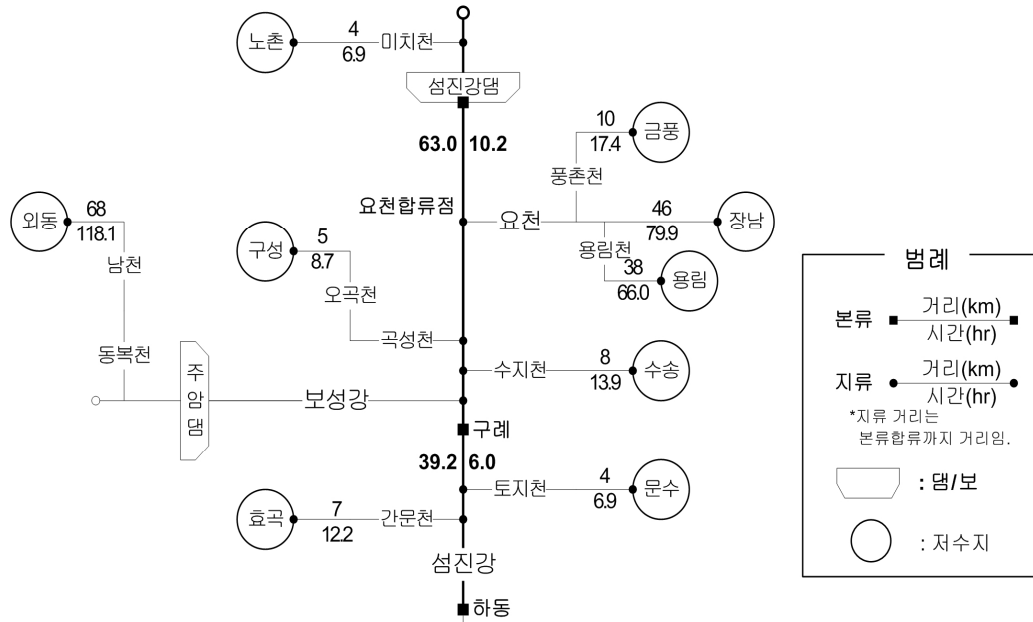 노촌
4
6.9
미치천
섬진강댐
63.0 10.2
10
17.4
금풍
풍촌천
요천합류점
요천
46
79.9
장남
용림천
38
66.0
용림
외동
68
118.1
남천
동복천
구성
5
8.7
오곡천
곡성천
수지천
8
13.9
수송
주
암
댐
보성강
구례
39.2 6.0
토지천
4
6.9
문수
효곡
7
12.2
간문천
섬진강
하동
범례
본류
거리(km)
시간(hr)
지류
거리(km)
시간(hr)
*지류 거리는
본류합류까지 거리임.
: 댐/보
: 저수지